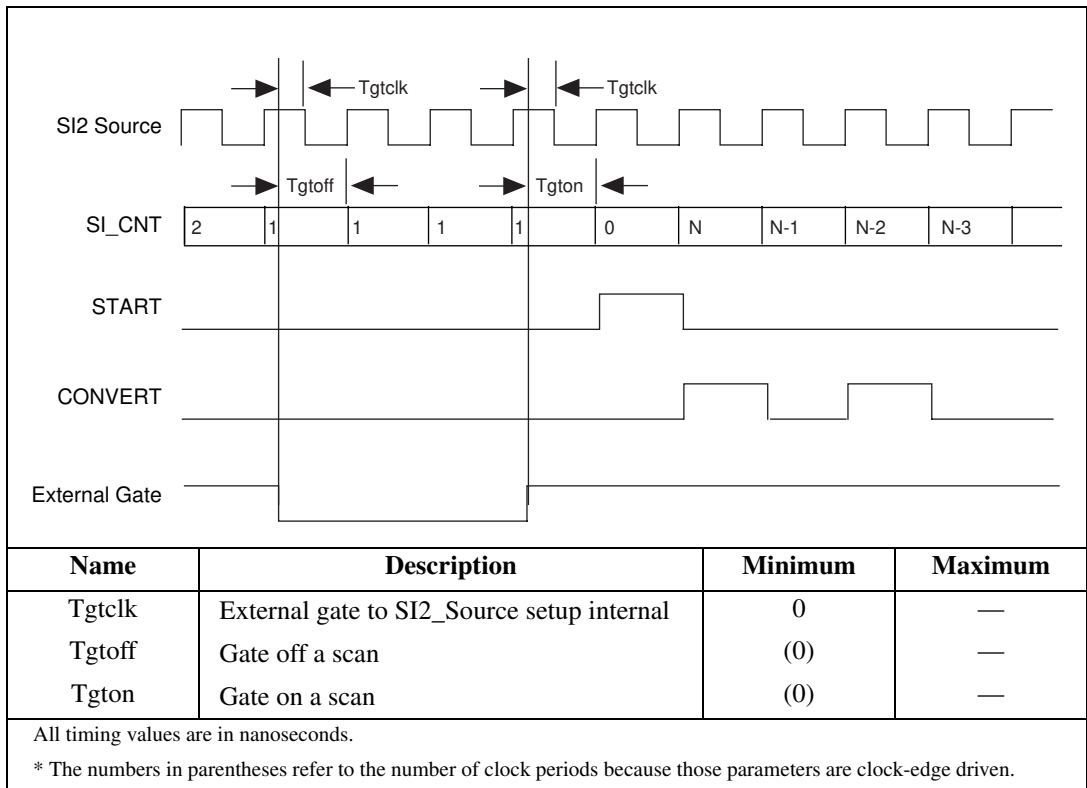 Tgtclk Tgtclk
SI2 Source
Tgtoff Tgton
SI_CNT 2 1 1 1 1 0 N N-1 N-2 N-3
START
CONVERT
External Gate
Name Description Minimum Maximum
Tgtclk External gate to SI2_Source setup internal 0 —
Tgtoff Gate off a scan (0) —
Tgton Gate on a scan (0) —
All timing values are in nanoseconds.
* The numbers in parentheses refer to the number of clock periods because those parameters are clock-edge driven.